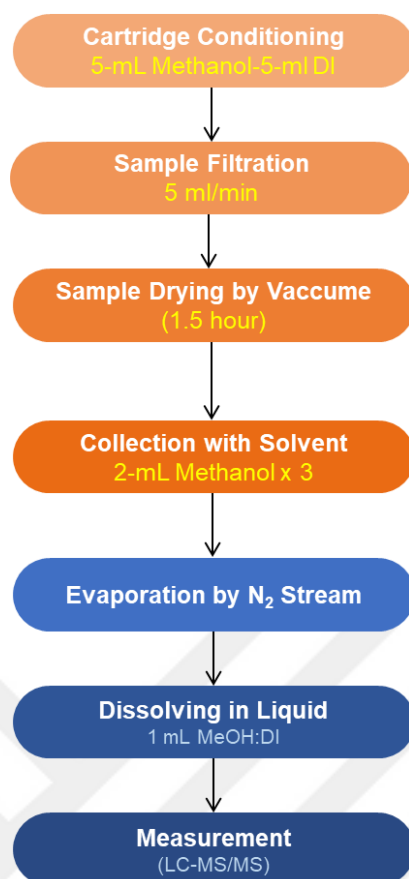 Cartridge Conditioning
5-mL Methanol-5-ml DI
Sample Filtration
5 ml/min
Sample Drying by Vaccume
(1.5 hour)
Collection with Solvent
2-mL Methanol x 3
Evaporation by N₂ Stream
Dissolving in Liquid
1 mL MeOH:DI
Measurement
(LC-MS/MS)